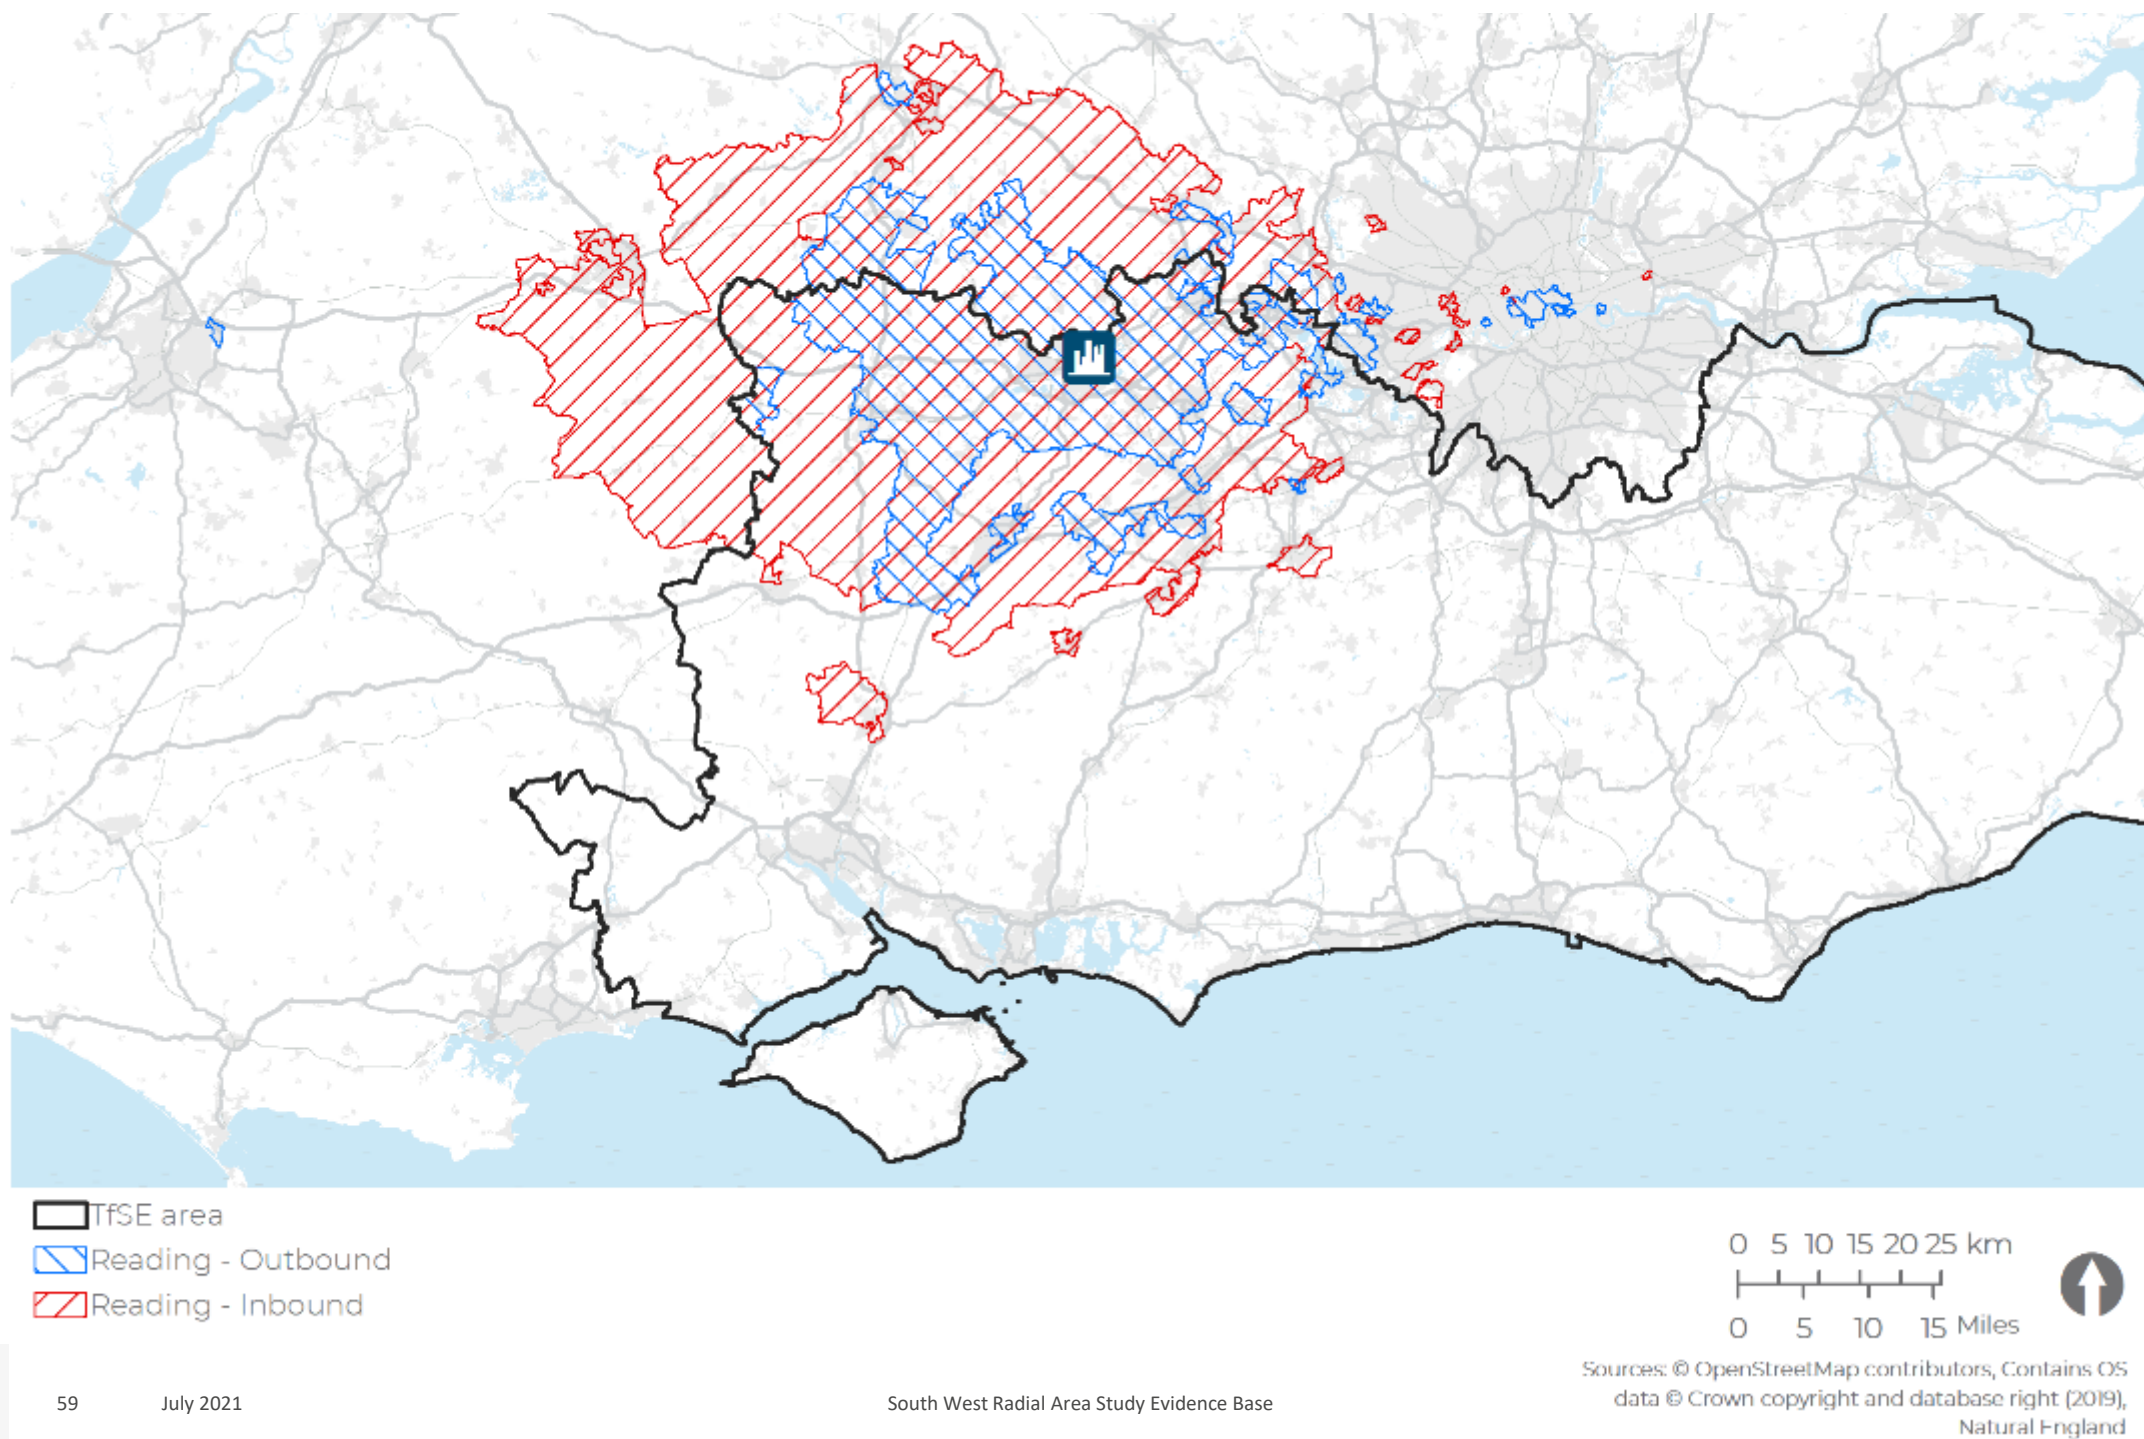 TfSE area
Reading - Outbound
Reading - Inbound
0 5 10 15 20 25 km
0 5 10 15 Miles
Sources: © OpenStreetMap contributors, Contains OS
data © Crown copyright and database right (2019),
Natural England
59 July 2021 South West Radial Area Study Evidence Base